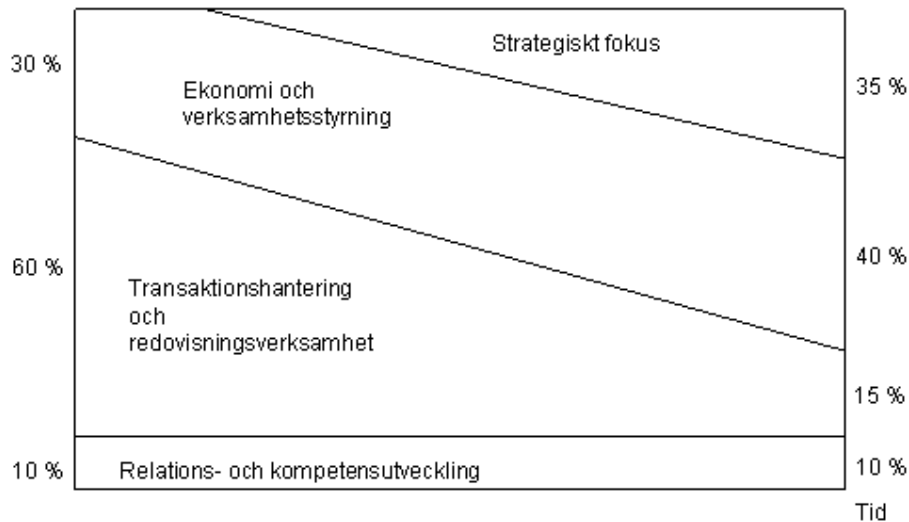 Strategiskt fokus
30 %
35 %
Ekonomi och
verksamhetsstyrning
40 %
60 %
Transaktionshantering
och
redovisningsverksamhet
15 %
10 %
Relations- och kompetensutveckling
10 %
Tid